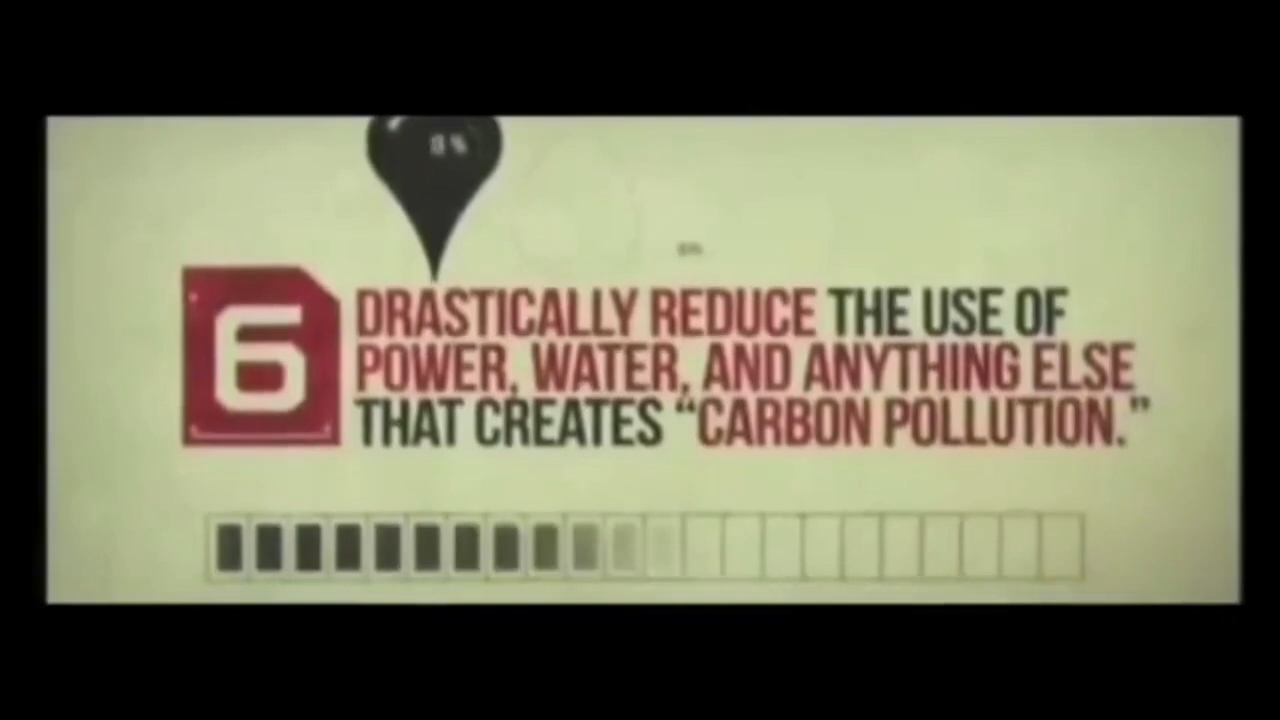 6
DRASTICALLY REDUCE THE USE OF
POWER, WATER, AND ANYTHING ELSE
THAT CREATES “CARBON POLLUTION.”